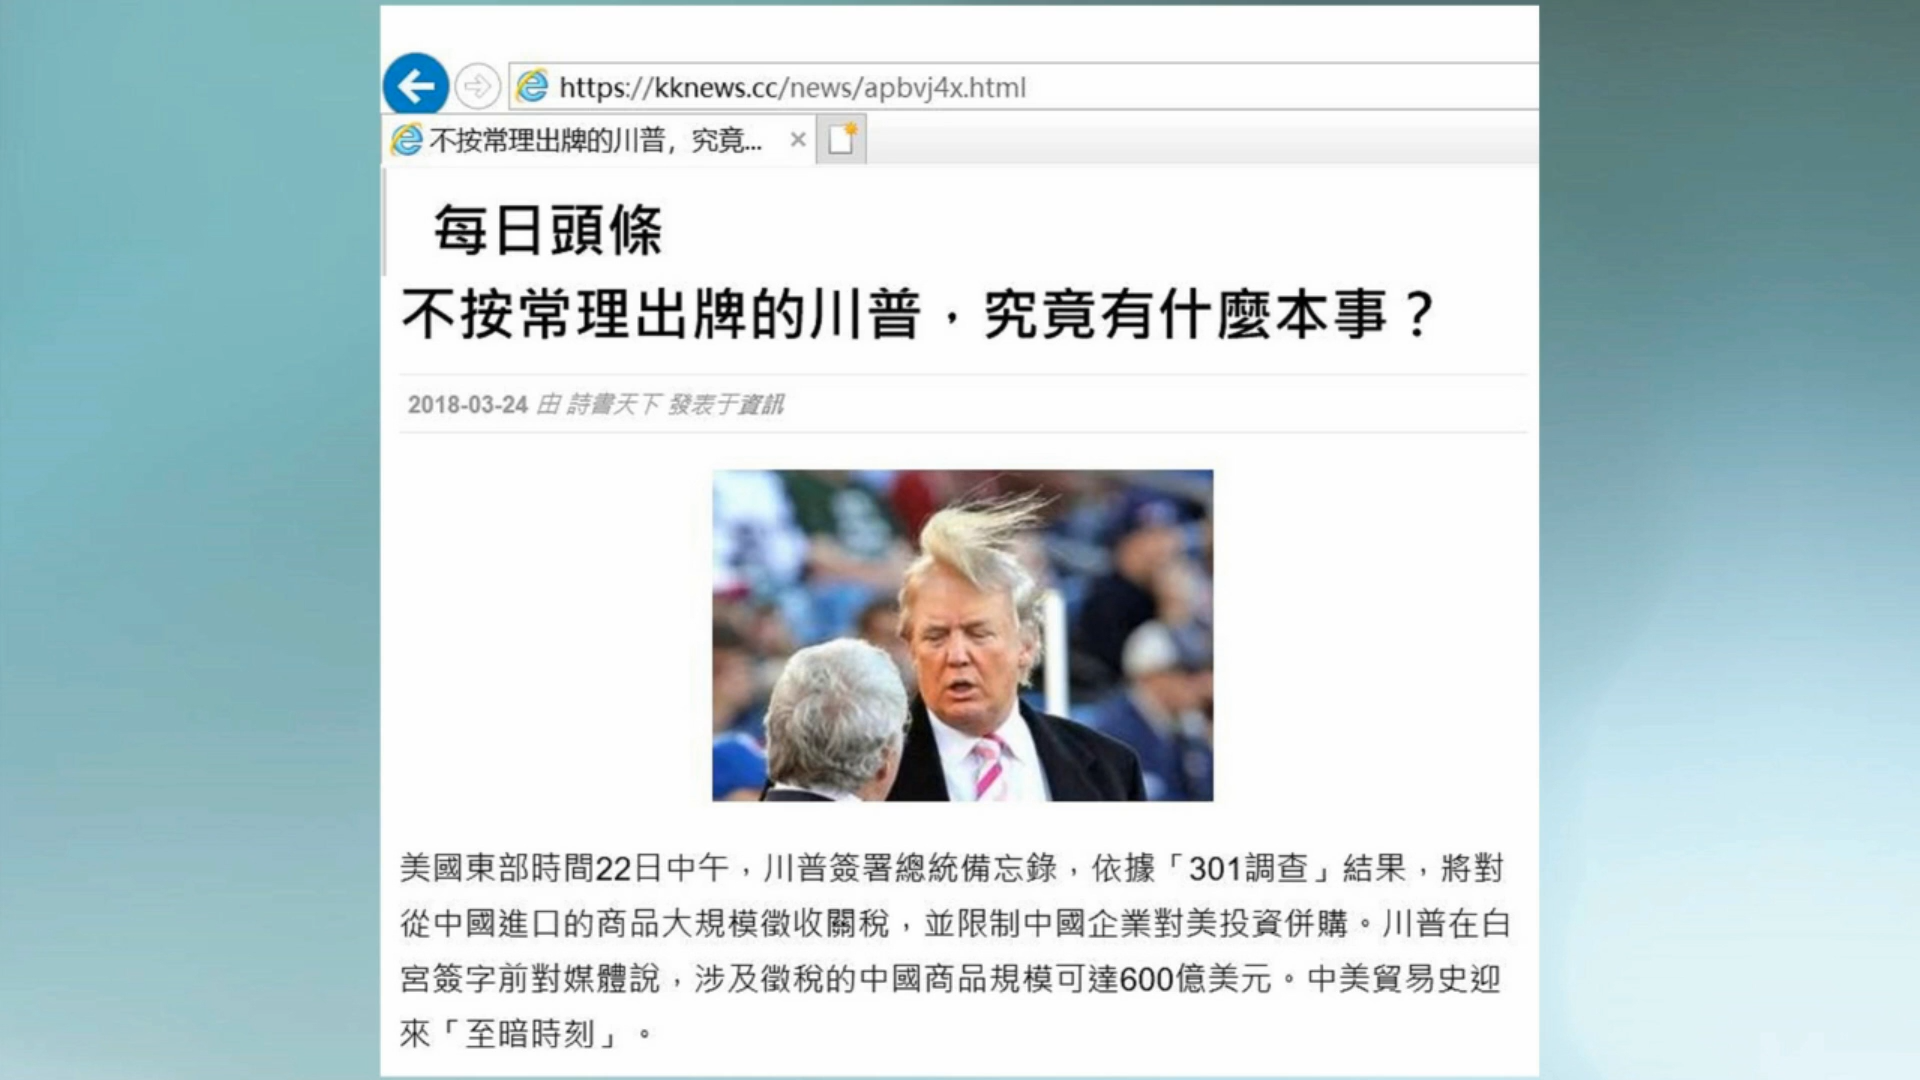 https://kknews.cc/news/apbvj4x.html
不按常理出牌的川普，究竟...
每日頭條
不按常理出牌的川普，究竟有什麼本事？
2018-03-24 由 詩書天下 發表于資訊
美國東部時間22日中午，川普簽署總統備忘錄，依據「301調查」結果，將對
從中國進口的商品大規模徵收關稅，並限制中國企業對美投資併購。川普在白
宮簽字前對媒體說，涉及徵稅的中國商品規模可達600億美元。中美貿易史迎
來「至暗時刻」。